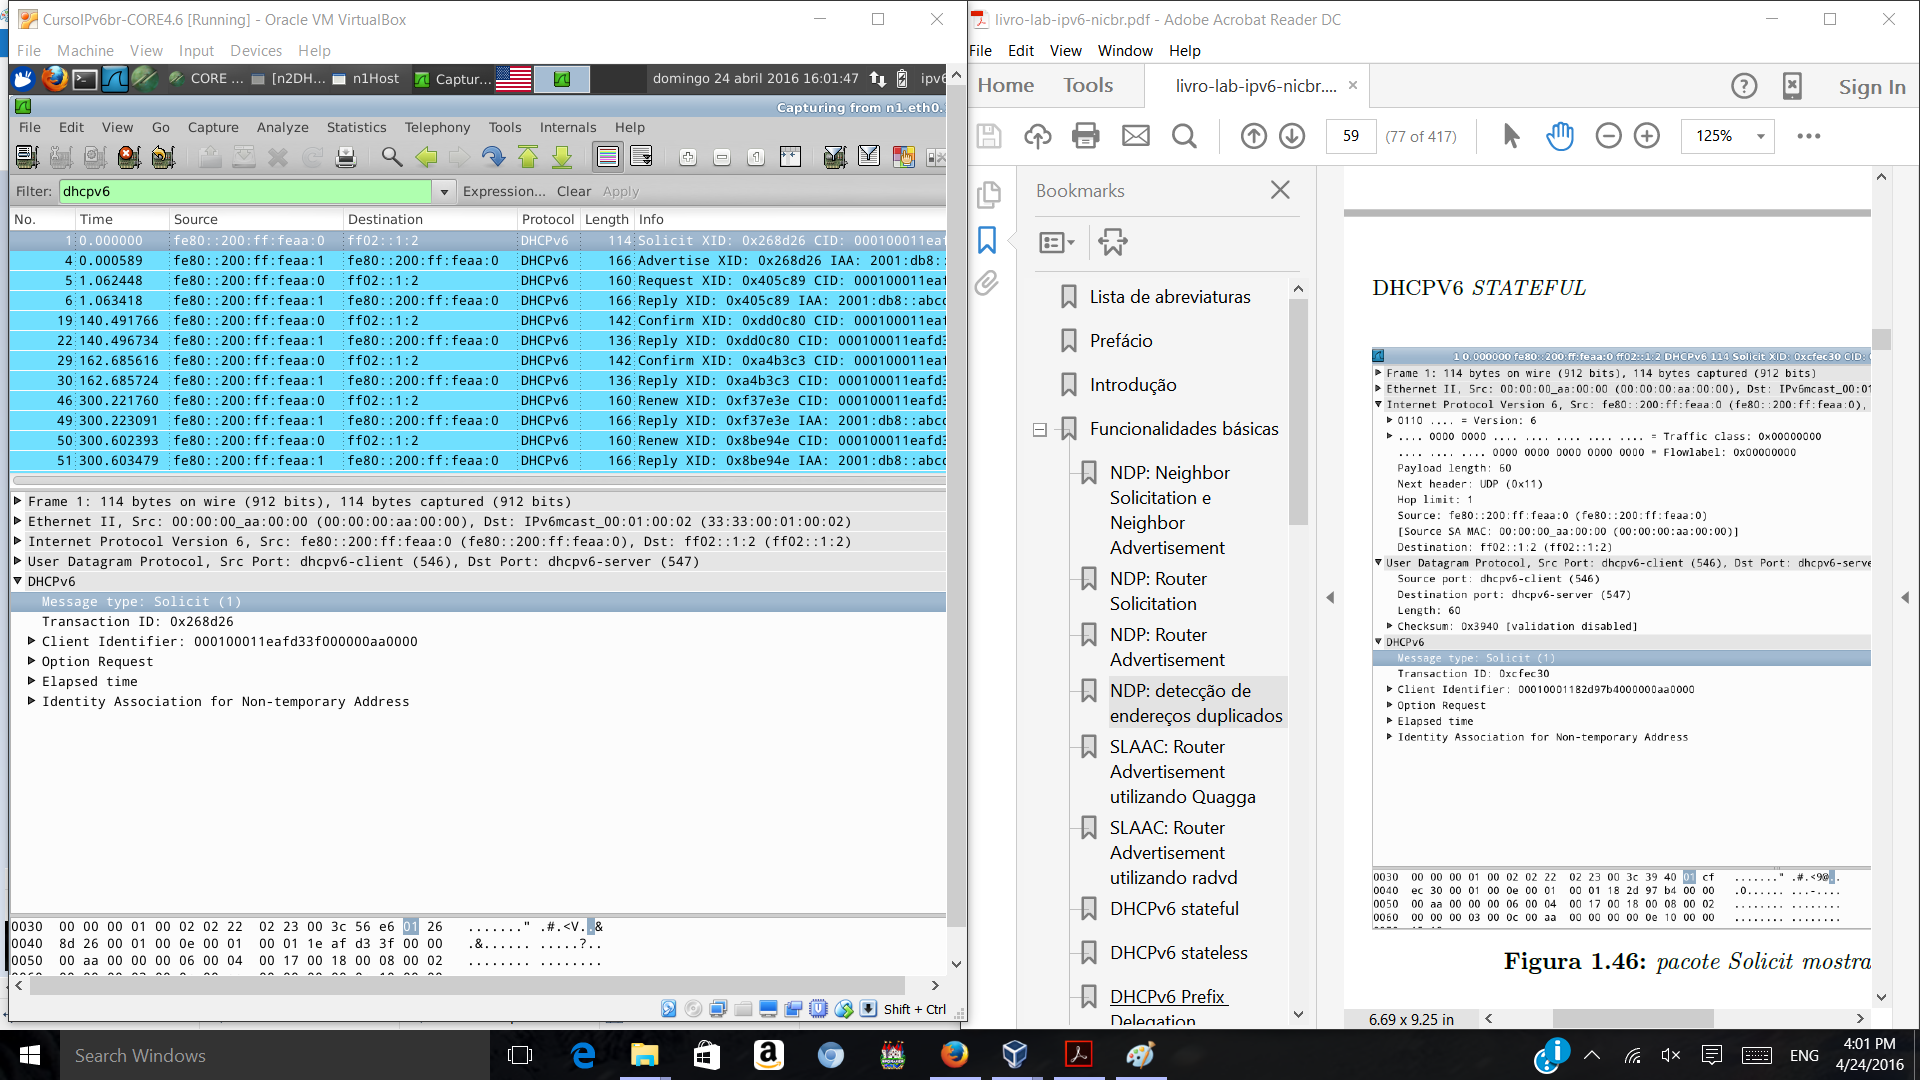 CursoIPv6br-CORE4.6 [Running] - Oracle VM VirtualBox
File Machine View Input Devices Help
CORE ... [n2DH... n1Host Captur... domingo 24 abril 2016 16:01:47 ipv6
Capturing from n1.eth0.
File Edit View Go Capture Analyze Statistics Telephony Tools Internals Help
Filter: dhcpv6 Expression... Clear Apply
No. Time Source Destination Protocol Length Info
1 0.000000 fe80::200:ff:feaa:0 ff02::1:2 DHCPv6 114 Solicit XID: 0x268d26 CID: 000100011eaf
4 0.000589 fe80::200:ff:feaa:1 fe80::200:ff:feaa:0 DHCPv6 166 Advertise XID: 0x268d26 IAA: 2001:db8:
5 1.062448 fe80::200:ff:feaa:0 ff02::1:2 DHCPv6 160 Request XID: 0x405c89 CID: 000100011eaf
6 1.063418 fe80::200:ff:feaa:1 fe80::200:ff:feaa:0 DHCPv6 166 Reply XID: 0x405c89 IAA: 2001:db8::abcd
19 140.491766 fe80::200:ff:feaa:0 ff02::1:2 DHCPv6 142 Confirm XID: 0xdd0c80 CID: 000100011eaf
22 140.496734 fe80::200:ff:feaa:1 fe80::200:ff:feaa:0 DHCPv6 136 Reply XID: 0xdd0c80 CID: 000100011eafd3
29 162.685616 fe80::200:ff:feaa:0 ff02::1:2 DHCPv6 142 Confirm XID: 0xa4b3c3 CID: 000100011eaf
30 162.685724 fe80::200:ff:feaa:1 fe80::200:ff:feaa:0 DHCPv6 136 Reply XID: 0xa4b3c3 CID: 000100011eafd3
46 300.221760 fe80::200:ff:feaa:0 ff02::1:2 DHCPv6 160 Renew XID: 0xf37e3e CID: 000100011eafd3
49 300.223091 fe80::200:ff:feaa:1 fe80::200:ff:feaa:0 DHCPv6 166 Reply XID: 0xf37e3e IAA: 2001:db8::abcd
50 300.602393 fe80::200:ff:feaa:0 ff02::1:2 DHCPv6 160 Renew XID: 0x8be94e CID: 000100011eafd3
51 300.603479 fe80::200:ff:feaa:1 fe80::200:ff:feaa:0 DHCPv6 166 Reply XID: 0x8be94e IAA: 2001:db8::abcd
Frame 1: 114 bytes on wire (912 bits), 114 bytes captured (912 bits)
Ethernet II, Src: 00:00:00_aa:00:00 (00:00:00:aa:00:00), Dst: IPv6mcast_00:01:00:02 (33:33:00:01:00:02)
Internet Protocol Version 6, Src: fe80::200:ff:feaa:0 (fe80::200:ff:feaa:0), Dst: ff02::1:2 (ff02::1:2)
User Datagram Protocol, Src Port: dhcpv6-client (546), Dst Port: dhcpv6-server (547)
DHCPv6
Message type: Solicit (1)
Transaction ID: 0x268d26
Client Identifier: 000100011eafd33f000000aa0000
Option Request
Elapsed time
Identity Association for Non-temporary Address
0030 00 00 00 01 00 02 02 22 02 23 00 3c 56 e6 01 26 ......." .#.<V..&
0040 8d 26 00 01 00 0e 00 01 00 01 1e af d3 3f 00 00 .&...... .....?..
0050 00 aa 00 00 00 06 00 04 00 17 00 18 00 08 00 02 ........ ........
Shift + Ctrl
livro-lab-ipv6-nicbr.pdf - Adobe Acrobat Reader DC
File Edit View Window Help
Home Tools livro-lab-ipv6-nicbr.... × Sign In
59 (77 of 417) 125%
Bookmarks
Lista de abreviaturas
Prefácio
Introdução
Funcionalidades básicas
NDP: Neighbor
Solicitation e
Neighbor
Advertisement
NDP: Router
Solicitation
NDP: Router
Advertisement
NDP: detecção de
endereços duplicados
SLAAC: Router
Advertisement
utilizando Quagga
SLAAC: Router
Advertisement
utilizando radvd
DHCPv6 stateful
DHCPv6 stateless
DHCPv6 Prefix
Delegation
DHCPV6 STATEFUL
1 0.000000 fe80::200:ff:feaa:0 ff02::1:2 DHCPv6 114 Solicit XID: 0xcfec30 CID:
Frame 1: 114 bytes on wire (912 bits), 114 bytes captured (912 bits)
Ethernet II, Src: 00:00:00_aa:00:00 (00:00:00:aa:00:00), Dst: IPv6mcast_00:01
Internet Protocol Version 6, Src: fe80::200:ff:feaa:0 (fe80::200:ff:feaa:0),
0110 .... = Version: 6
.... 0000 0000 .... .... .... .... .... = Traffic class: 0x00000000
.... .... .... 0000 0000 0000 0000 0000 = Flowlabel: 0x00000000
Payload length: 60
Next header: UDP (0x11)
Hop limit: 1
Source: fe80::200:ff:feaa:0 (fe80::200:ff:feaa:0)
[Source SA MAC: 00:00:00_aa:00:00 (00:00:00:aa:00:00)]
Destination: ff02::1:2 (ff02::1:2)
User Datagram Protocol, Src Port: dhcpv6-client (546), Dst Port: dhcpv6-serve
Source port: dhcpv6-client (546)
Destination port: dhcpv6-server (547)
Length: 60
Checksum: 0x3940 [validation disabled]
DHCPv6
Message type: Solicit (1)
Transaction ID: 0xcfec30
Client Identifier: 00010001182d97b4000000aa0000
Option Request
Elapsed time
Identity Association for Non-temporary Address
0030 00 00 00 01 00 02 02 22 02 23 00 3c 39 40 01 cf ......." .#.<9@..
0040 ec 30 00 01 00 0e 00 01 00 01 18 2d 97 b4 00 00 .0...... ...-....
0050 00 aa 00 00 00 06 00 04 00 17 00 18 00 08 00 02 ........ ........
0060 00 00 00 03 00 0c 00 aa 00 00 00 00 0e 10 00 00 ........ ........
Figura 1.46: pacote Solicit mostra
6.69 x 9.25 in
Search Windows
ENG
4:01 PM
4/24/2016